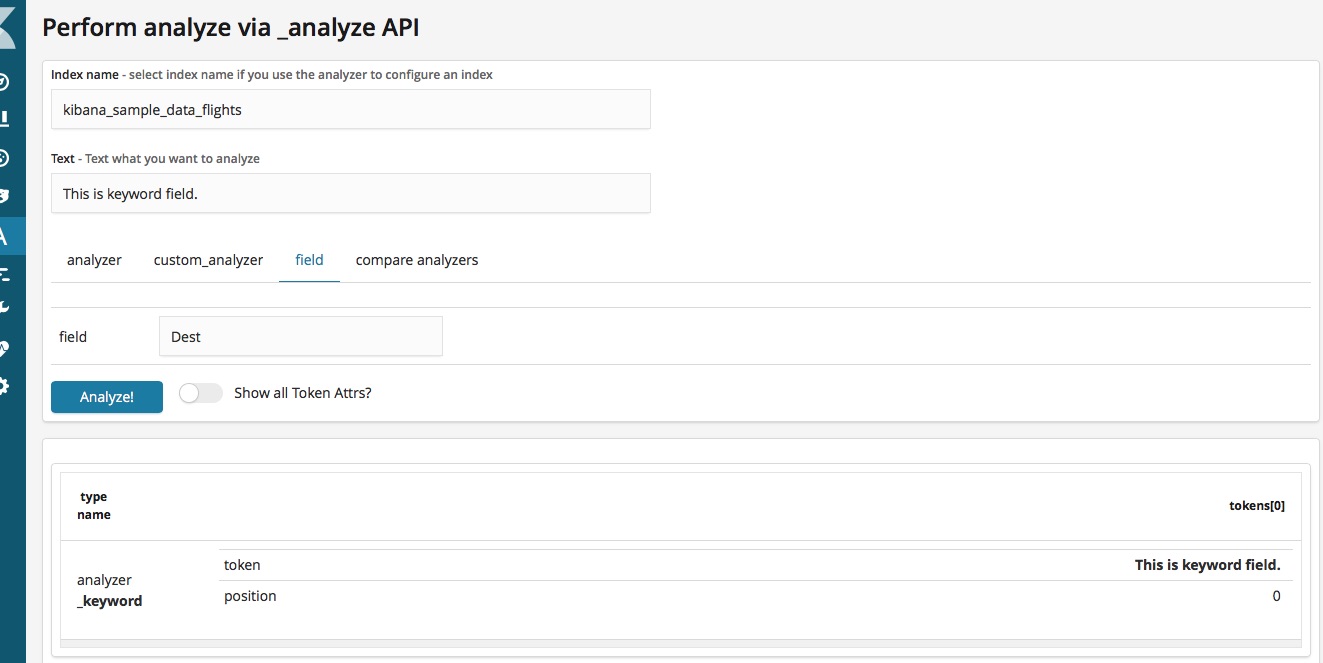 Perform analyze via _analyze API
Index name - select index name if you use the analyzer to configure an index
kibana_sample_data_flights
Text - Text what you want to analyze
This is keyword field.
analyzer custom_analyzer field compare analyzers
field Dest
Analyze! Show all Token Attrs?
type
name
tokens[0]
token This is keyword field.
analyzer
_keyword
position 0